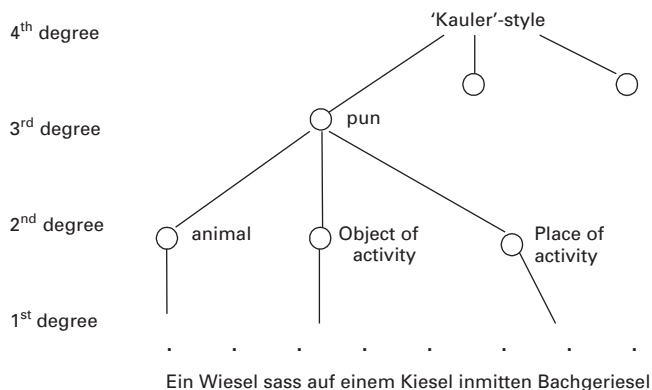 4th degree
'Kauler'-style
3rd degree
pun
2nd degree
animal
Object of
activity
Place of
activity
1st degree
. . . . . . . .
Ein Wiesel sass auf einem Kiesel inmitten Bachgeriesel